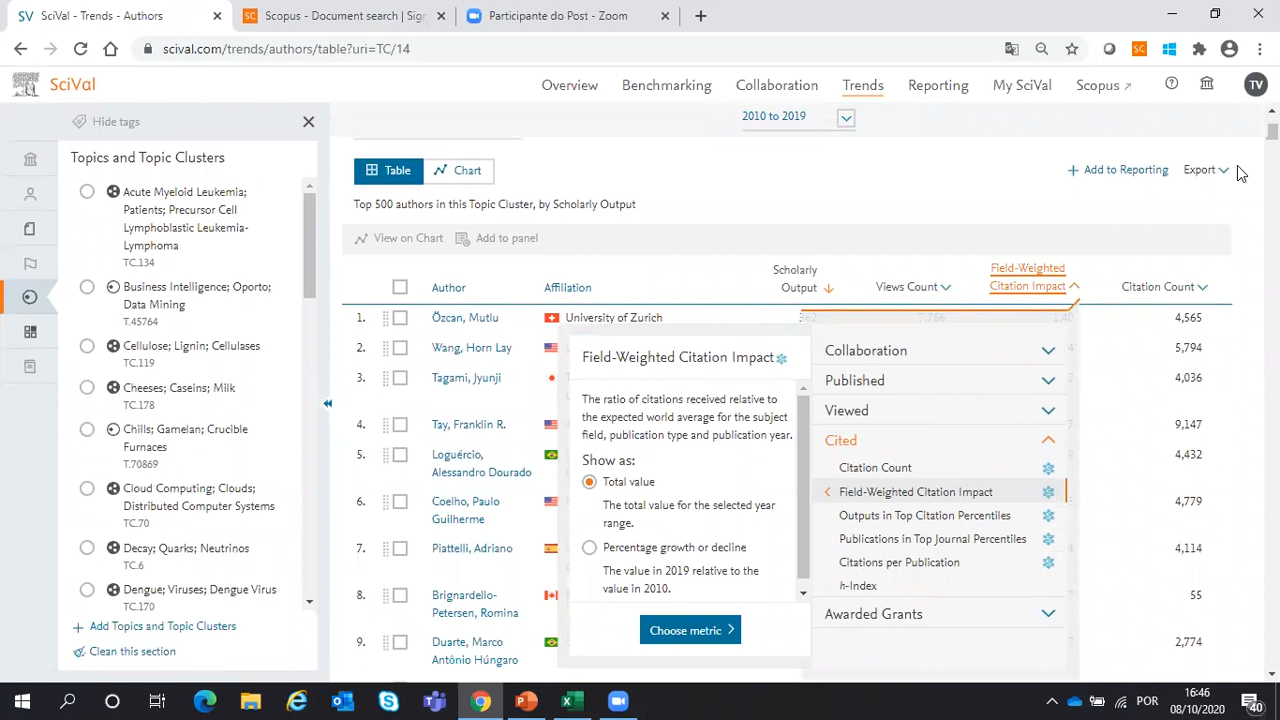 SciVal - Trends - Authors
Scopus - Document search | Sign
Participante do Post - Zoom
scival.com/trends/authors/table?uri=TC/14
SciVal
Overview
Benchmarking
Collaboration
Trends
Reporting
My SciVal
Scopus
TV
Hide tags
2010 to 2019
Topics and Topic Clusters
Acute Myeloid Leukemia;
Patients; Precursor Cell
Lymphoblastic Leukemia-
Lymphoma
TC.134
Business Intelligence; Oporto;
Data Mining
T.45764
Cellulose; Lignin; Cellulases
TC.119
Cheeses; Caseins; Milk
TC.178
Chills; Gamelan; Crucible
Furnaces
T.70869
Cloud Computing; Clouds;
Distributed Computer Systems
TC.70
Decay; Quarks; Neutrinos
TC.6
Dengue; Viruses; Dengue Virus
TC.170
+ Add Topics and Topic Clusters
Clean this section
Table
Chart
+ Add to Reporting
Export
Top 500 authors in this Topic Cluster, by Scholarly Output
View on Chart
Add to panel
Author
Affiliation
Scholarly
Output
Views Count
Field-Weighted
Citation Impact
Citation Count
1. Özcan, Mutlu University of Zurich 362 7,786 1.40 4,565
2. Wang, Horn Lay 5,794
3. Tagami, Jyunji 4,036
4. Tay, Franklin R. 9,147
5. Loguércio,
Alessandro Dourado 4,432
6. Coelho, Paulo
Guilherme 4,779
7. Piattelli, Adriano 4,114
8. Brignardello-
Petersen, Romina 55
9. Duarte, Marco
Antônio Húngaro 2,774
Field-Weighted Citation Impact
The ratio of citations received relative to
the expected world average for the subject
field, publication type and publication year.
Show as:
Total value
The total value for the selected year
range.
Percentage growth or decline
The value in 2019 relative to the
value in 2010.
Choose metric
Collaboration
Published
Viewed
Cited
Citation Count
Field-Weighted Citation Impact
Outputs in Top Citation Percentiles
Publications in Top Journal Percentiles
Citations per Publication
h-Index
Awarded Grants
POR
16:46
08/10/2020
40